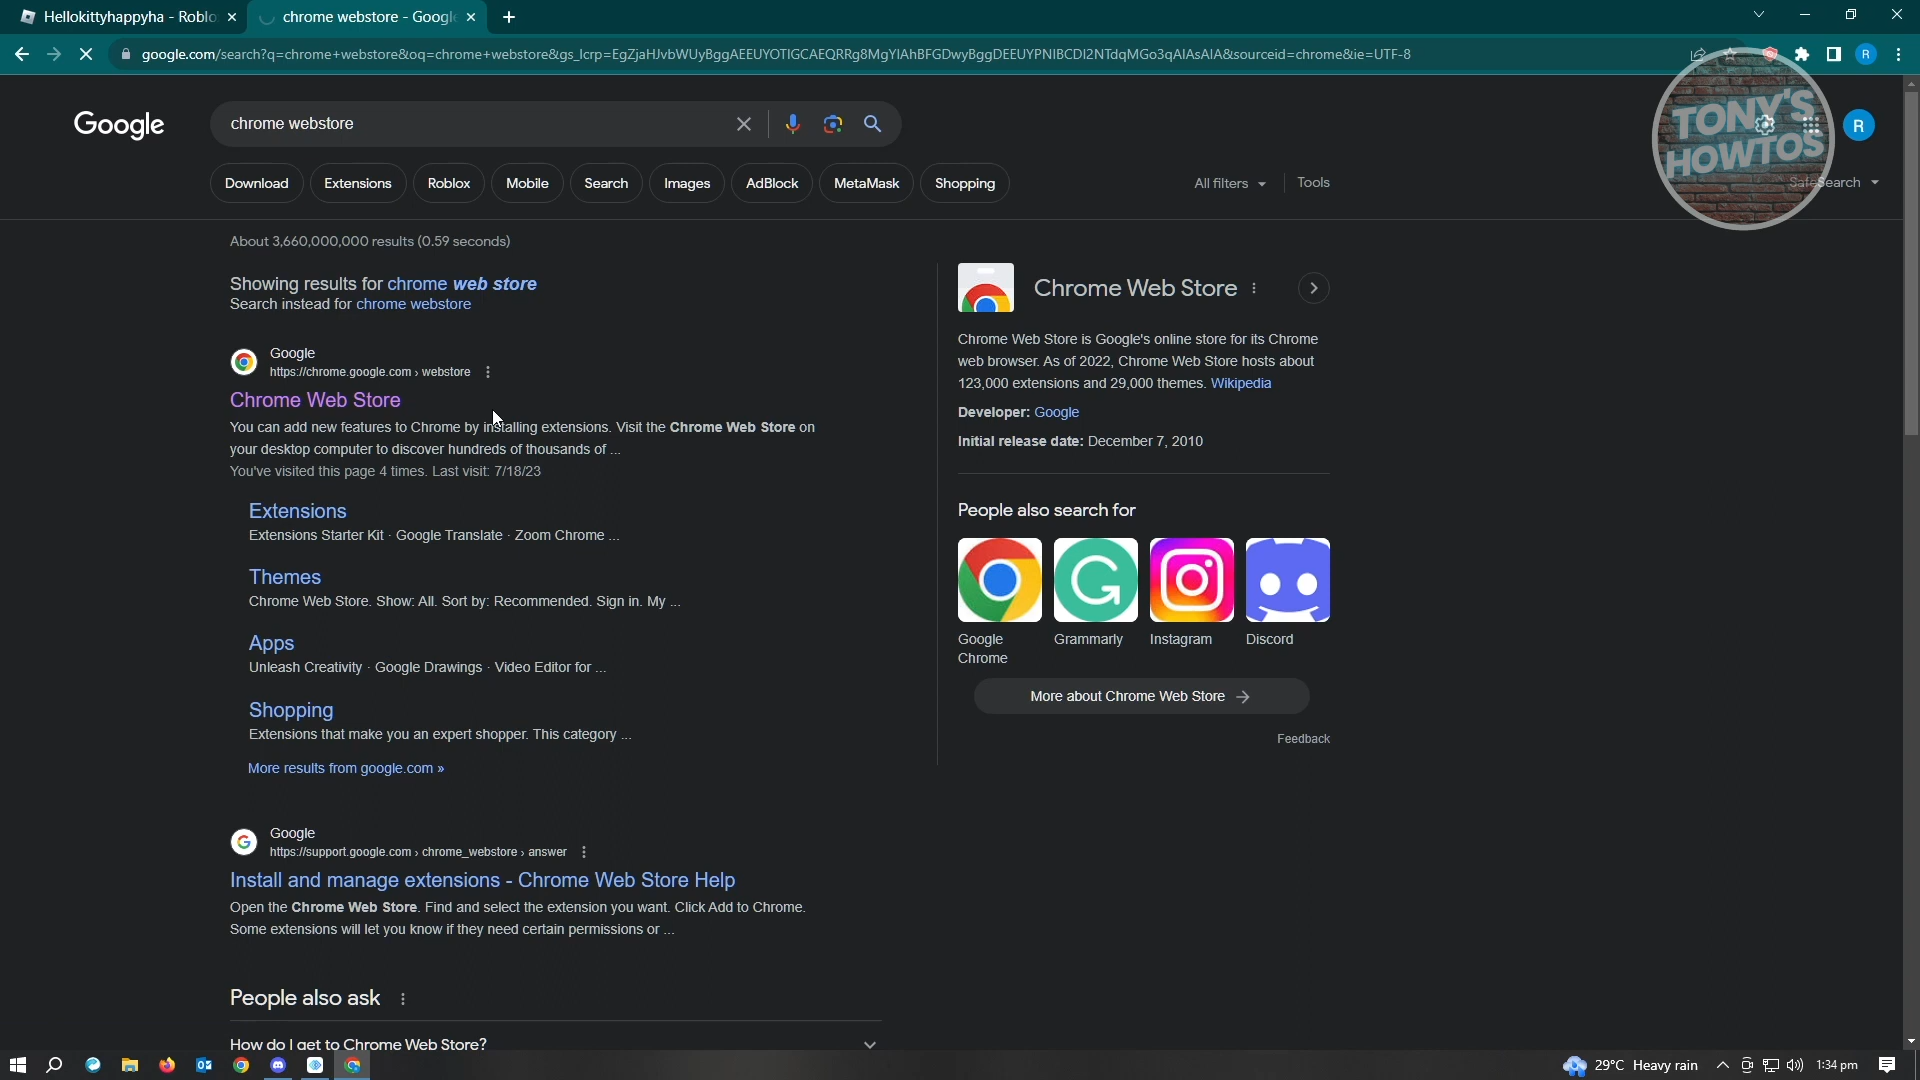 Hellokittyhappyha - Roblo
chrome webstore - Google
google.com/search?q=chrome+webstore&oq=chrome+webstore&gs_lcrp=EgZjaHJvbWUyBggAEEUYOTIGCAEQRRg8MgYIAhBFGDwyBggDEEUYPNIBCDI2NTdqMGo3qAIAsAIA&sourceid=chrome&ie=UTF-8
R
Google
chrome webstore
TONY'S
HOWTOS
R
Download
Extensions
Roblox
Mobile
Search
Images
AdBlock
MetaMask
Shopping
All filters
Tools
SafeSearch
About 3,660,000,000 results (0.59 seconds)
Showing results for chrome web store
Search instead for chrome webstore
Google
https://chrome.google.com › webstore
Chrome Web Store
You can add new features to Chrome by installing extensions. Visit the Chrome Web Store on
your desktop computer to discover hundreds of thousands of ...
You've visited this page 4 times. Last visit: 7/18/23
Extensions
Extensions Starter Kit · Google Translate · Zoom Chrome ...
Themes
Chrome Web Store. Show: All. Sort by: Recommended. Sign in. My ...
Apps
Unleash Creativity · Google Drawings · Video Editor for ...
Shopping
Extensions that make you an expert shopper. This category ...
More results from google.com »
Google
https://support.google.com › chrome_webstore › answer
Install and manage extensions - Chrome Web Store Help
Open the Chrome Web Store. Find and select the extension you want. Click Add to Chrome.
Some extensions will let you know if they need certain permissions or ...
People also ask
How do I get to Chrome Web Store?
Chrome Web Store
Chrome Web Store is Google's online store for its Chrome
web browser. As of 2022, Chrome Web Store hosts about
123,000 extensions and 29,000 themes. Wikipedia
Developer: Google
Initial release date: December 7, 2010
People also search for
Google
Chrome
Grammarly
Instagram
Discord
More about Chrome Web Store
Feedback
29°C Heavy rain
1:34 pm